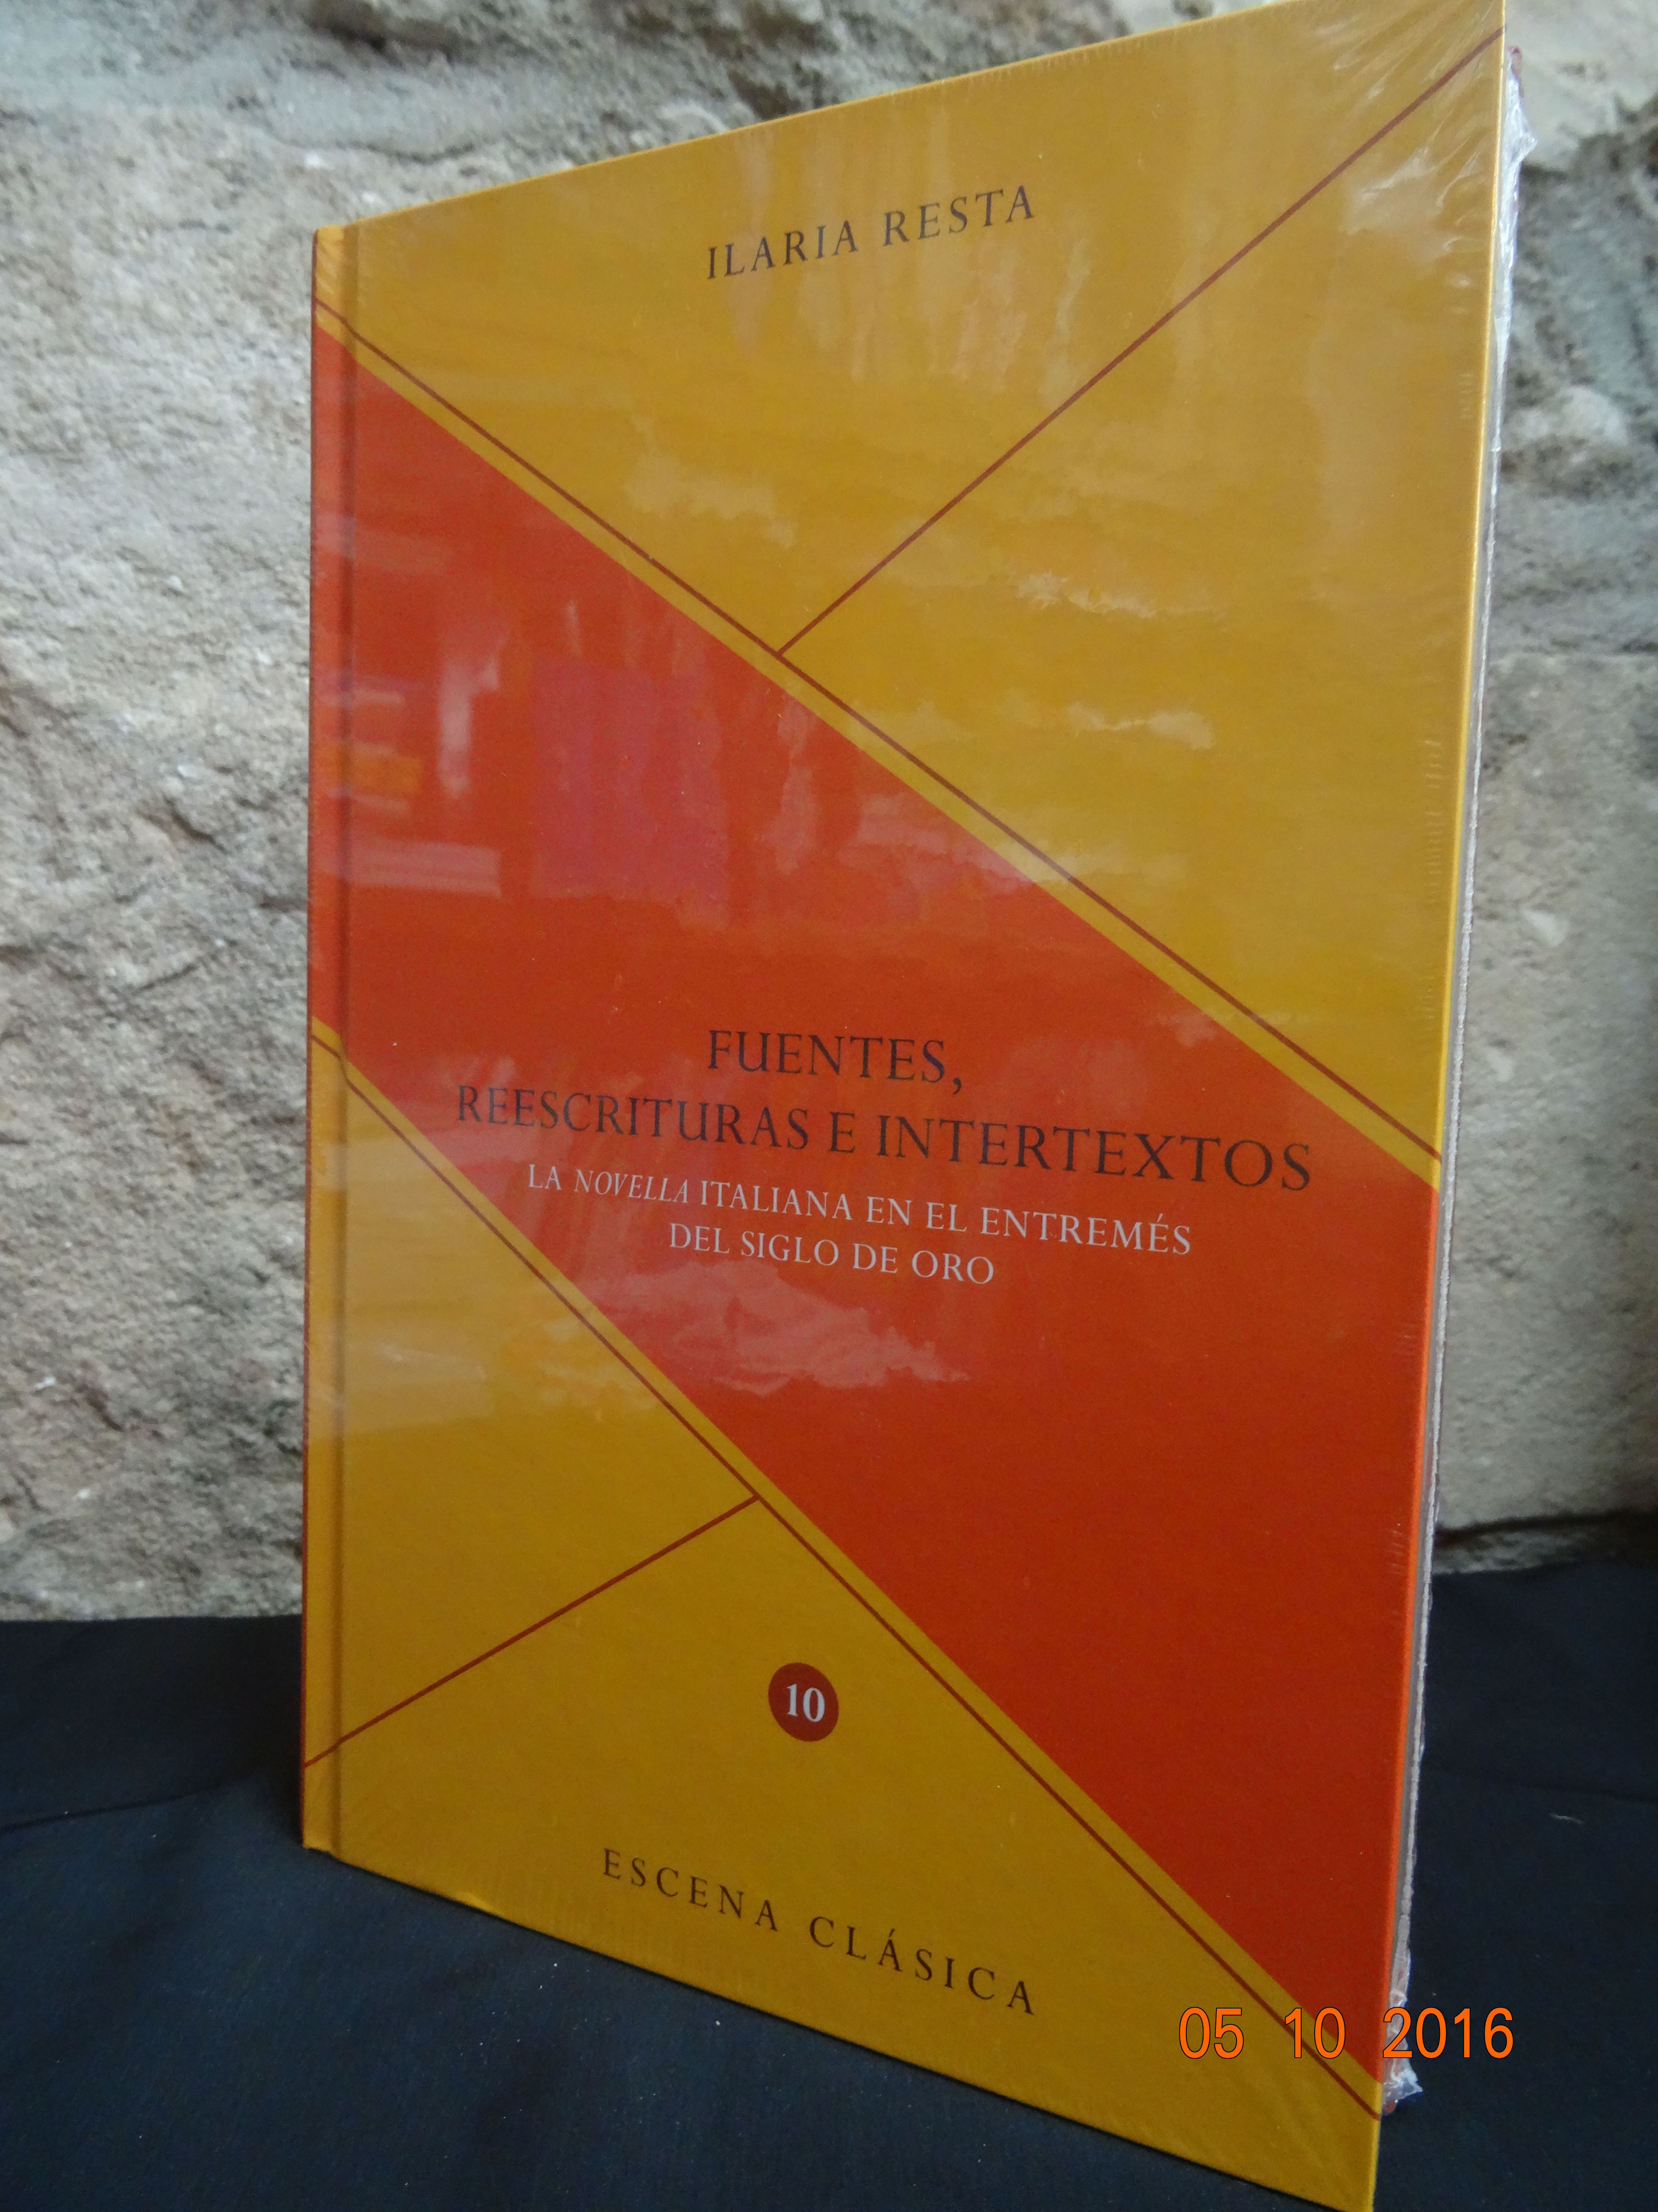 ILARIA RESTA
FUENTES,
REESCRITURAS E INTERTEXTOS
LA NOVELLA ITALIANA EN EL ENTREMÉS
DEL SIGLO DE ORO
10
ESCENA CLÁSICA
05 10 2016